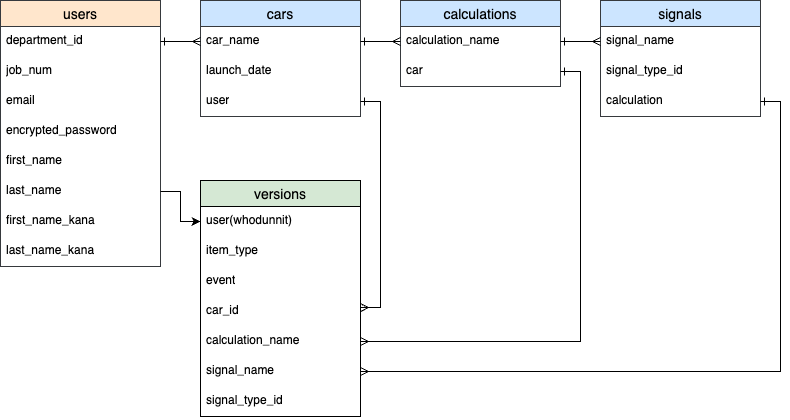 users
department_id
job_num
email
encrypted_password
first_name
last_name
first_name_kana
last_name_kana
cars
car_name
launch_date
user
calculations
calculation_name
car
signals
signal_name
signal_type_id
calculation
versions
user(whodunnit)
item_type
event
car_id
calculation_name
signal_name
signal_type_id